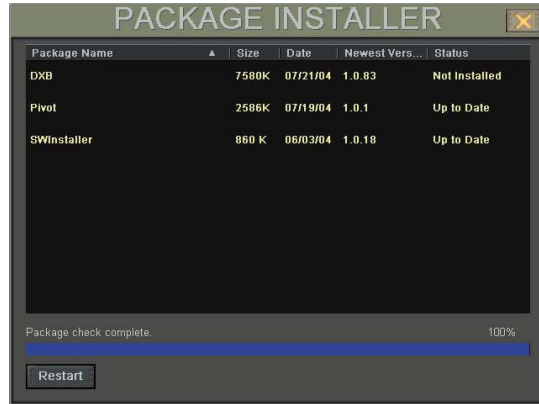 PACKAGE INSTALLER
Package Name ▲ Size Date Newest Vers... Status
DXB 7580K 07/21/04 1.0.83 Not Installed
Pivot 2586K 07/19/04 1.0.1 Up to Date
SWInstaller 860 K 06/03/04 1.0.18 Up to Date
Package check complete. 100%
Restart